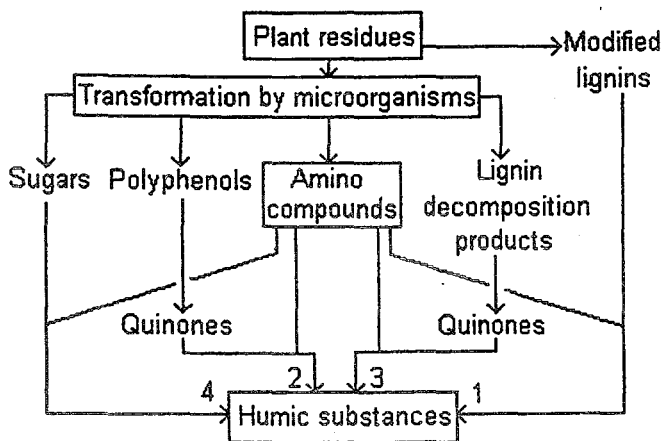 Plant residues
Modified
lignins
Transformation by microorganisms
Sugars
Polyphenols
Amino
compounds
Lignin
decomposition
products
Quinones
Quinones
4
2
3
1
Humic substances